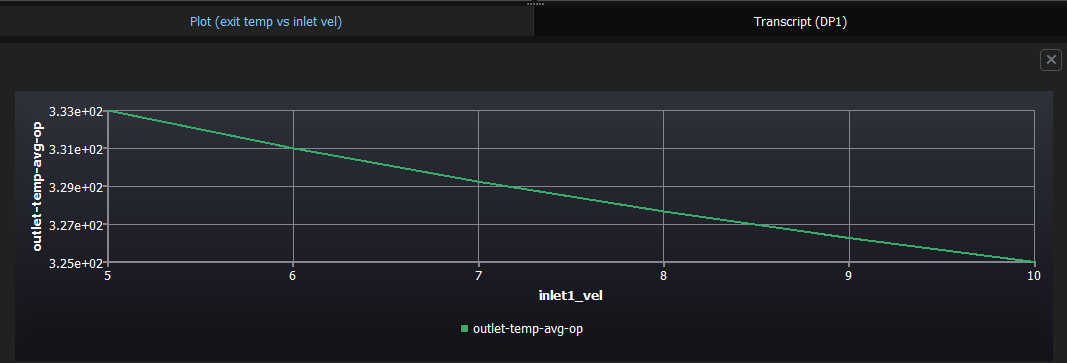 Plot (exit temp vs inlet vel)
Transcript (DP1)
3.33e+02
3.31e+02
3.29e+02
3.27e+02
3.25e+02
outlet-temp-avg-op
5 6 7 8 9 10
inlet1_vel
outlet-temp-avg-op